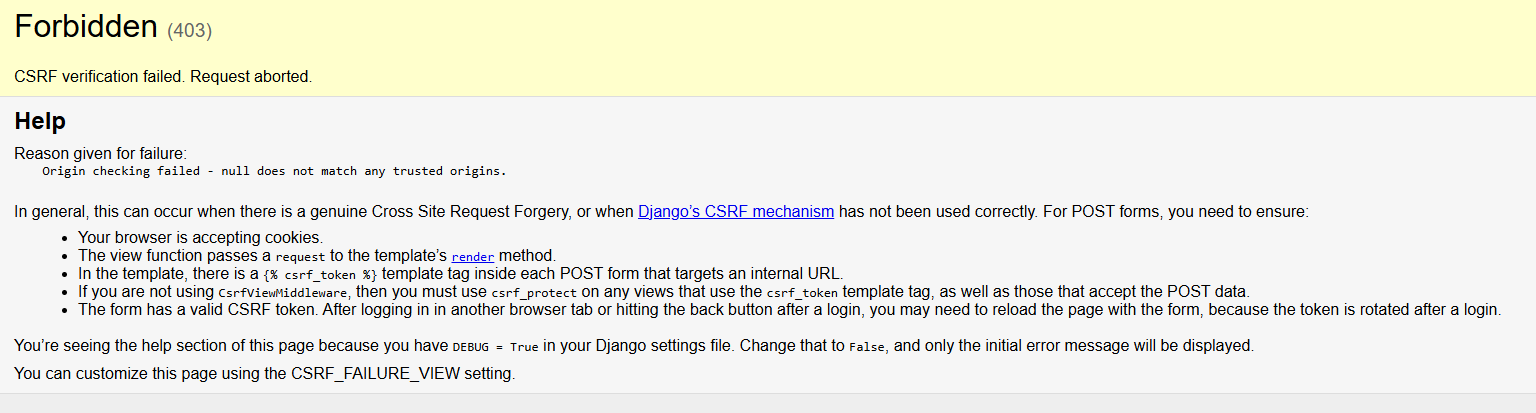 Forbidden (403)
CSRF verification failed. Request aborted.
Help
Reason given for failure:
Origin checking failed - null does not match any trusted origins.
In general, this can occur when there is a genuine Cross Site Request Forgery, or when Django’s CSRF mechanism has not been used correctly. For POST forms, you need to ensure:
• Your browser is accepting cookies.
• The view function passes a request to the template’s render method.
• In the template, there is a {% csrf_token %} template tag inside each POST form that targets an internal URL.
• If you are not using CsrfViewMiddleware, then you must use csrf_protect on any views that use the csrf_token template tag, as well as those that accept the POST data.
• The form has a valid CSRF token. After logging in in another browser tab or hitting the back button after a login, you may need to reload the page with the form, because the token is rotated after a login.
You’re seeing the help section of this page because you have DEBUG = True in your Django settings file. Change that to False, and only the initial error message will be displayed.
You can customize this page using the CSRF_FAILURE_VIEW setting.